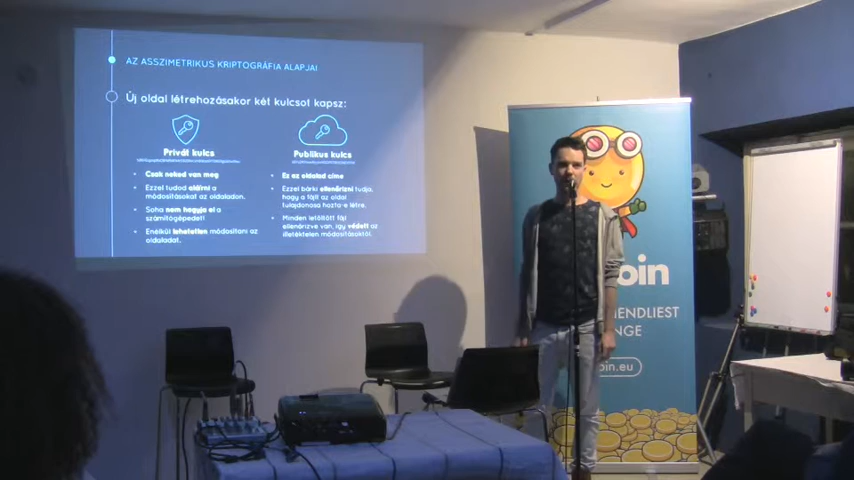 AZ ASSZIMETRIKUS KRIPTOGRÁFIA ALAPJAI
Új oldal létrehozásakor két kulcsot kapsz:
Privát kulcs
Csak neked van meg
Ezzel tudod aláírni a
módosításokat az oldaladon.
Soha nem hagyja el a
számítógépedet!
Enélkül lehetetlen módosítani az
oldaladat.
Publikus kulcs
Ez az oldalad címe
Ezzel bárki ellenőrizni tudja,
hogy a fájlt az oldal
tulajdonosa hozta-e létre.
Minden letöltött fájl
ellenőrizve van, így védett az
illetéktelen módosításuktól.
oin
IENDLIEST
NGE
oin.eu